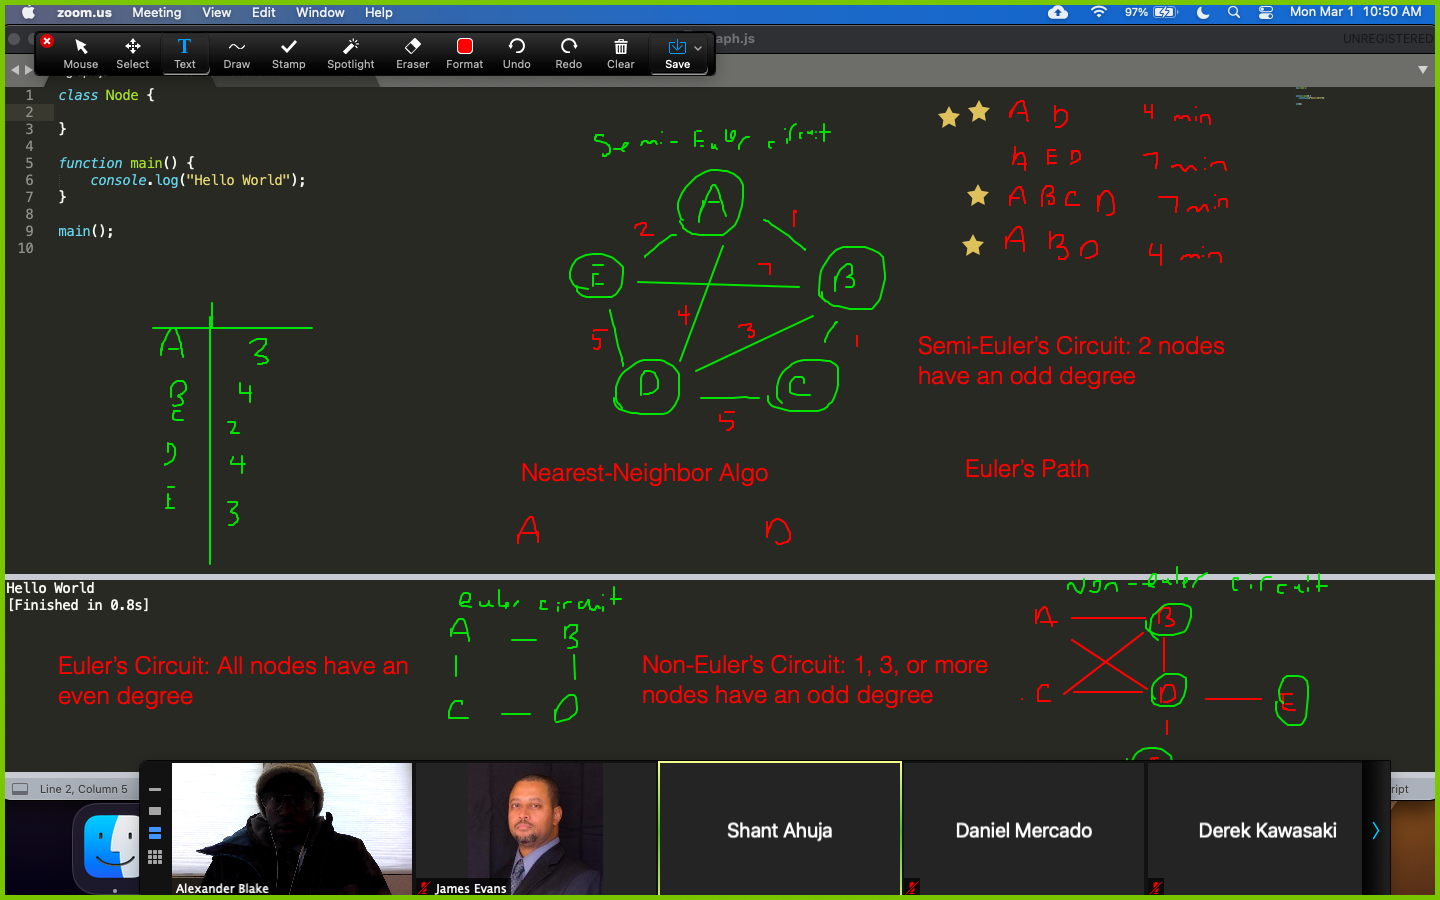 zoom.us Meeting View Edit Window Help
97% Mon Mar 1 10:50 AM
Mouse Select Text Draw Stamp Spotlight Eraser Format Undo Redo Clear Save
aph.js
UNREGISTERED
1 class Node {
2
3 }
4
5 function main() {
6 console.log("Hello World");
7 }
8
9 main();
10
A D 4 min
A E D 7 min
A B C D 7 min
A B D 4 min
Semi-Euler circuit
A
2
1
E
7
B
4
3
5
1
D
C
5
A 3
B 4
C 2
D 4
E 3
Semi-Euler's Circuit: 2 nodes
have an odd degree
Nearest-Neighbor Algo
Euler's Path
A D
Hello World
[Finished in 0.8s]
Euler circuit
A B
C D
Non-euler circuit
A B
C D E
Euler's Circuit: All nodes have an
even degree
Non-Euler's Circuit: 1, 3, or more
nodes have an odd degree
Line 2, Column 5
ript
Alexander Blake
James Evans
Shant Ahuja
Daniel Mercado
Derek Kawasaki